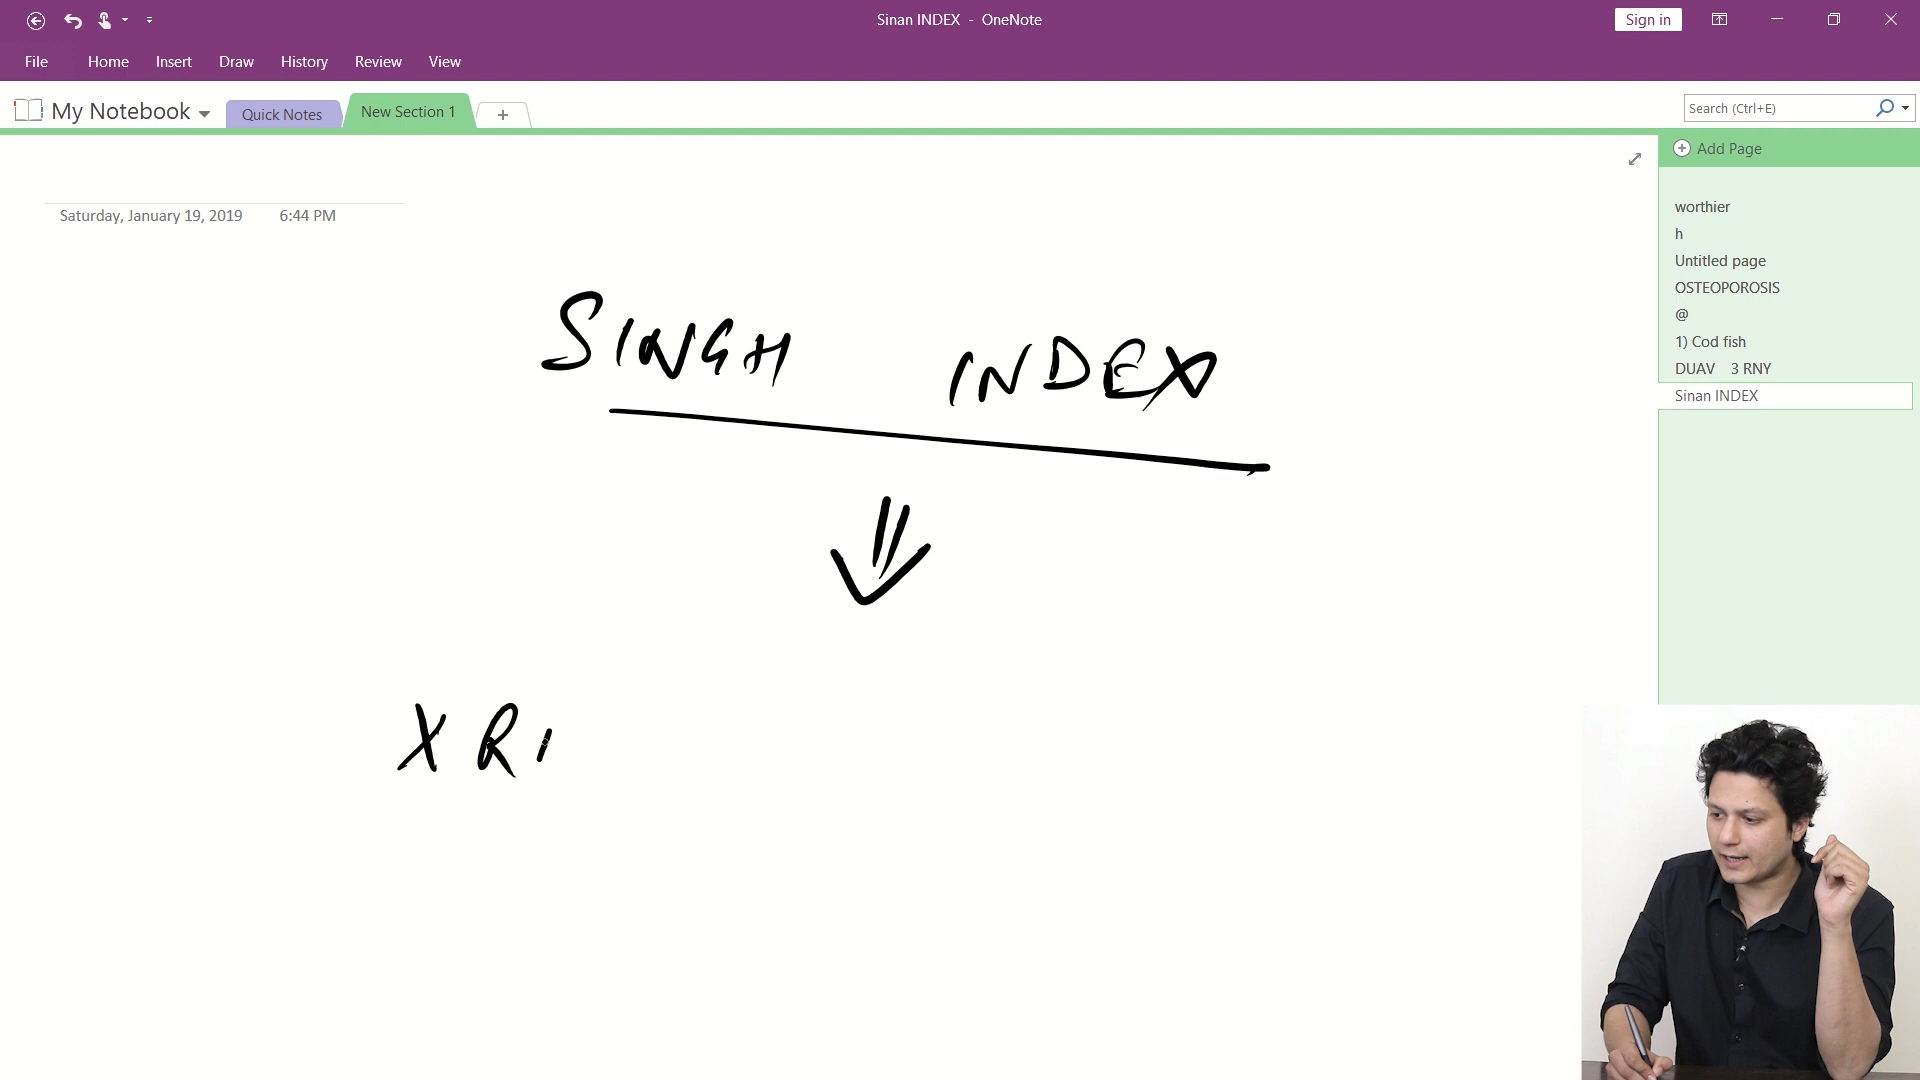 Sinan INDEX - OneNote
Sign in
File Home Insert Draw History Review View
My Notebook Quick Notes New Section 1 +
Search (Ctrl+E)
Add Page
Saturday, January 19, 2019 6:44 PM
worthier
h
Untitled page
OSTEOPOROSIS
@
1) Cod fish
DUAV 3 RNY
Sinan INDEX
SINGH INDEX
X R